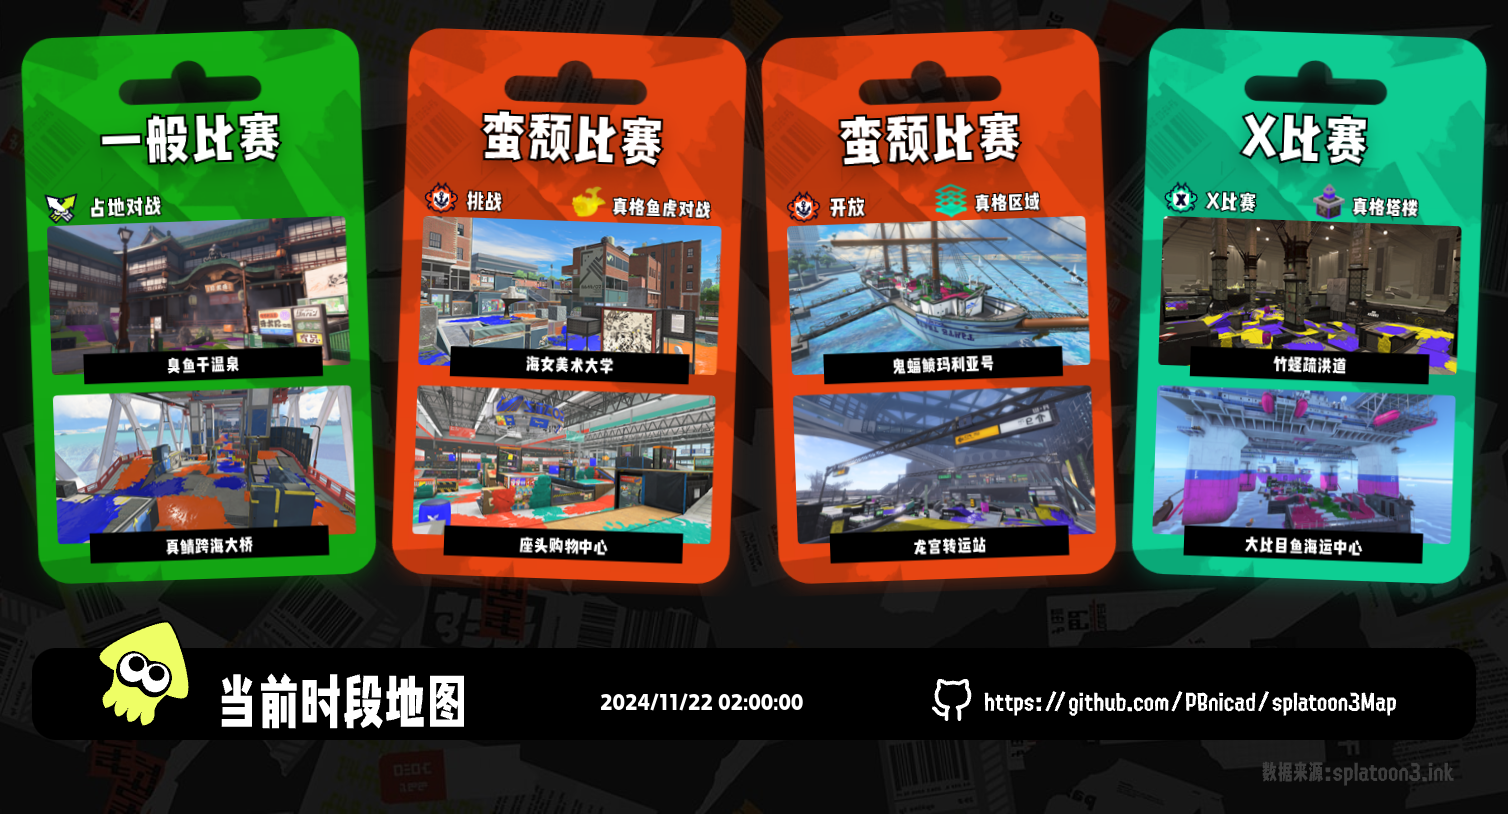 一般比赛
占地对战
臭鱼干温泉
真鲭跨海大桥
蛮颓比赛
挑战
真格鱼虎对战
海女美术大学
座头购物中心
蛮颓比赛
开放
真格区域
鬼蝠鲼玛利亚号
龙宫转运站
X比赛
X比赛
真格塔楼
竹蛏疏洪道
大比目鱼海运中心
当前时段地图
2024/11/22 02:00:00
https://github.com/PBnicad/splatoon3Map
数据来源:splatoon3.ink